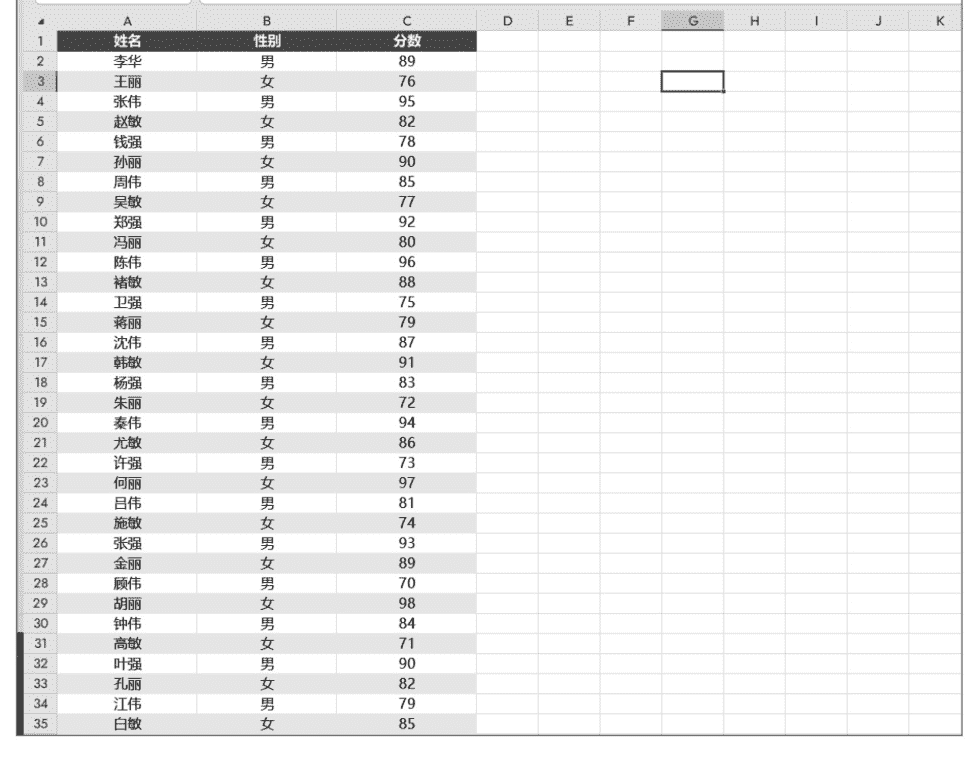 A B C D E F G H I J K
1 姓名 性别 分数
2 李华 男 89
3 王丽 女 76
4 张伟 男 95
5 赵敏 女 82
6 钱强 男 78
7 孙丽 女 90
8 周伟 男 85
9 吴敏 女 77
10 郑强 男 92
11 冯丽 女 80
12 陈伟 男 96
13 褚敏 女 88
14 卫强 男 75
15 蒋丽 女 79
16 沈伟 男 87
17 韩敏 女 91
18 杨强 男 83
19 朱丽 女 72
20 秦伟 男 94
21 尤敏 女 86
22 许强 男 73
23 何丽 女 97
24 吕伟 男 81
25 施敏 女 74
26 张强 男 93
27 金丽 女 89
28 顾伟 男 70
29 胡丽 女 98
30 钟伟 男 84
31 高敏 女 71
32 叶强 男 90
33 孔丽 女 82
34 江伟 男 79
35 白敏 女 85